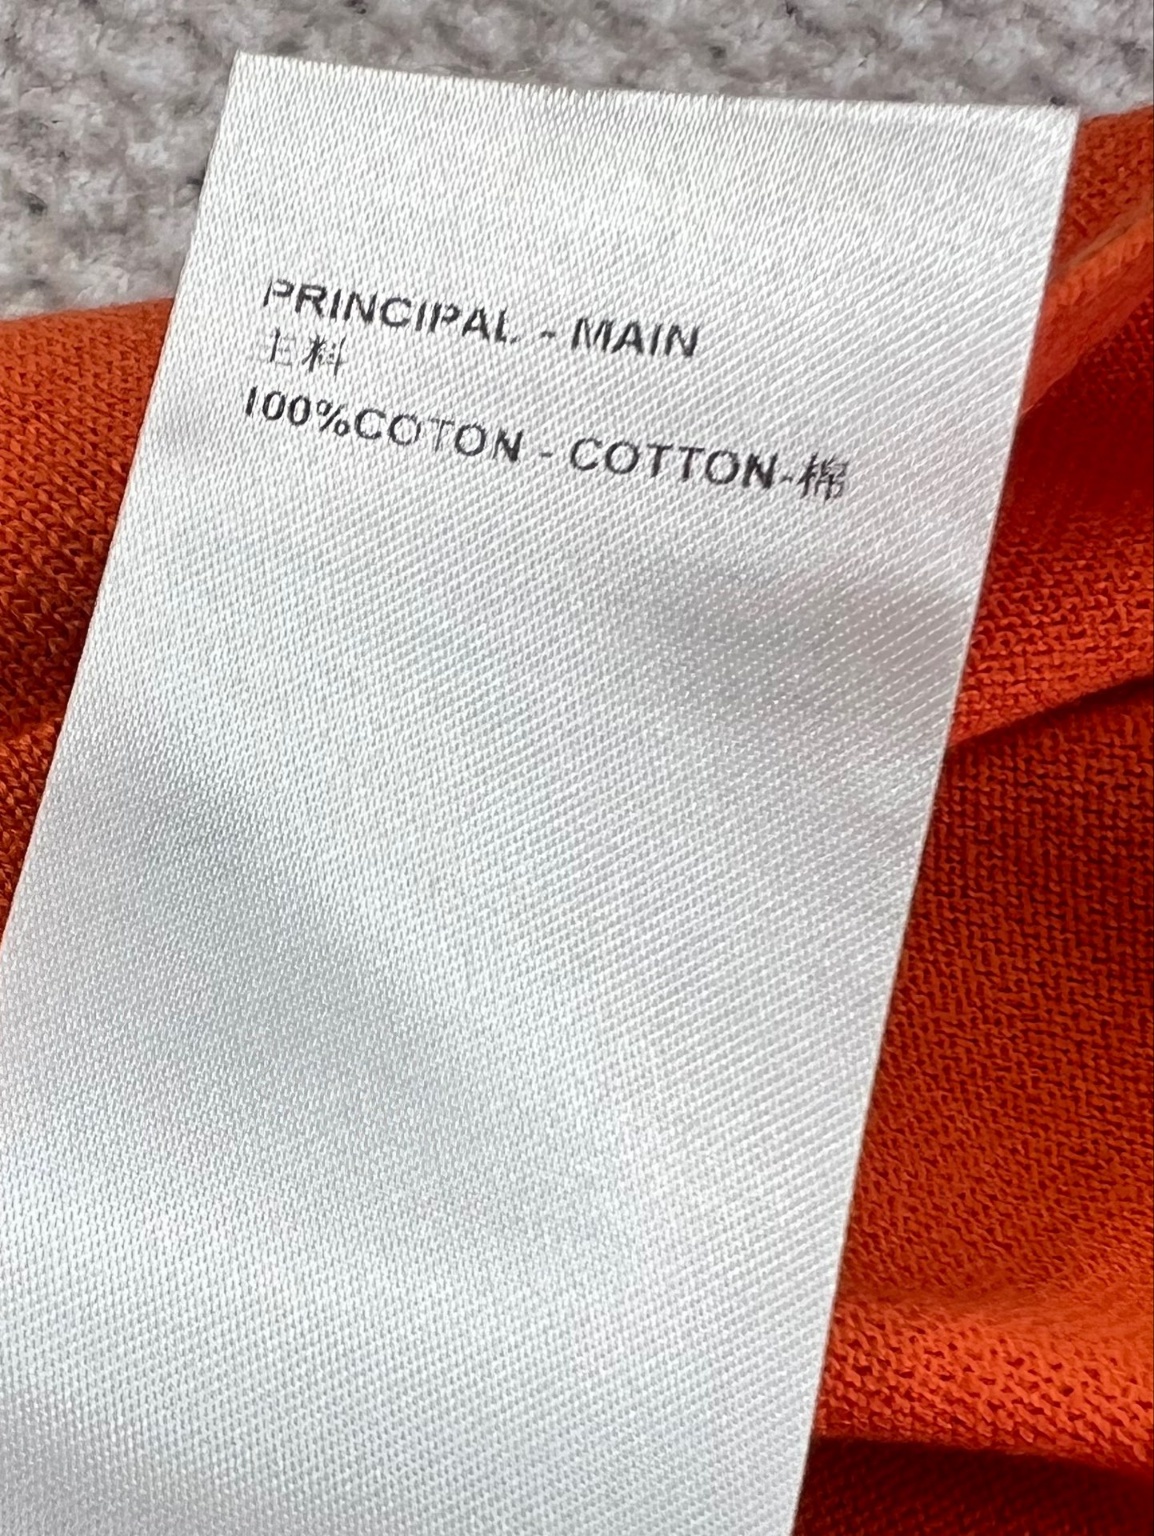 PRINCIPAL - MAIN
主料
100%COTON - COTTON-棉